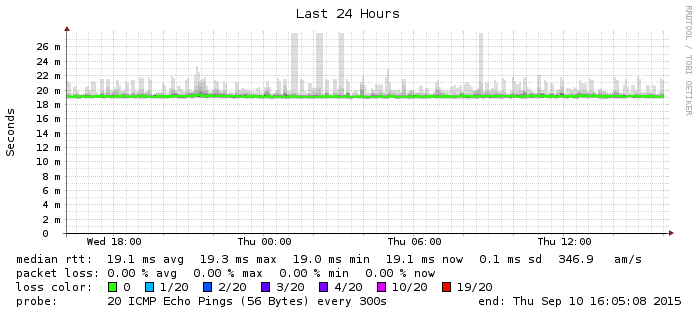 Last 24 Hours
RRDTOOL / TOBI OETIKER
Seconds
26 m
24 m
22 m
20 m
18 m
16 m
14 m
12 m
10 m
8 m
6 m
4 m
2 m
0
Wed 18:00 Thu 00:00 Thu 06:00 Thu 12:00
median rtt: 19.1 ms avg 19.3 ms max 19.0 ms min 19.1 ms now 0.1 ms sd 346.9 am/s
packet loss: 0.00 % avg 0.00 % max 0.00 % min 0.00 % now
loss color: 0 1/20 2/20 3/20 4/20 10/20 19/20
probe: 20 ICMP Echo Pings (56 Bytes) every 300s end: Thu Sep 10 16:05:08 2015